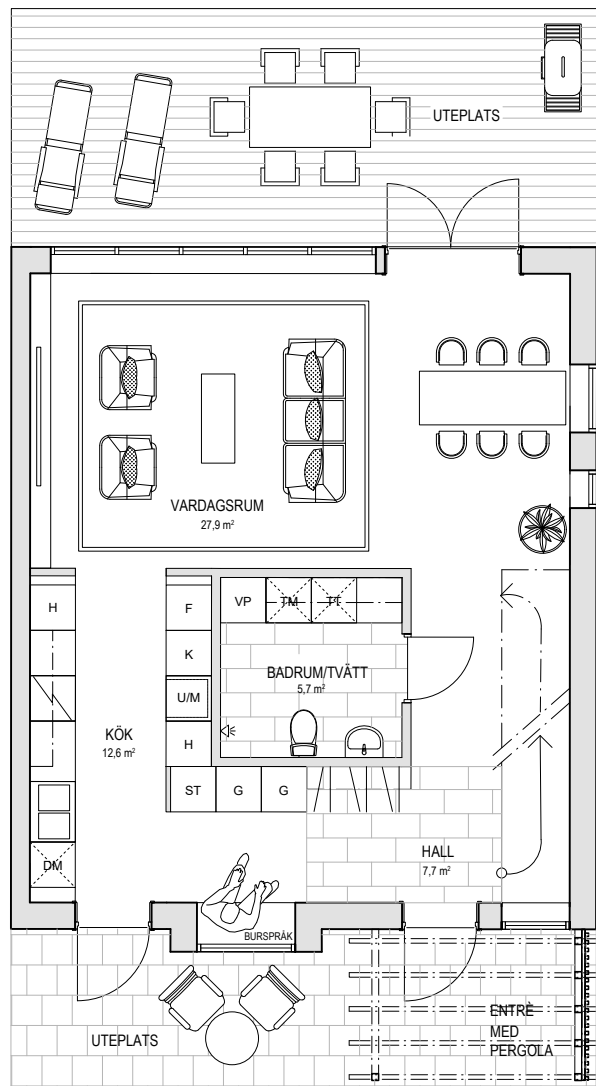 UTEPLATS
VARDAGSRUM
27,9 m²
H
F
VP
TM
TT
K
BADRUM/TVÄTT
5,7 m²
U/M
KÖK
12,6 m²
H
ST
G
G
HALL
7,7 m²
DM
BURSPRÅK
UTEPLATS
ENTRÈ
MED
PERGOLA